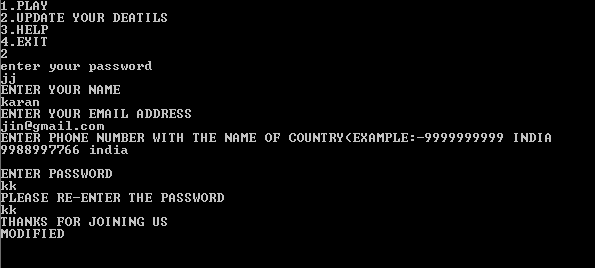 1.PLAY
2.UPDATE YOUR DEATILS
3.HELP
4.EXIT
2
enter your password
jj
ENTER YOUR NAME
karan
ENTER YOUR EMAIL ADDRESS
jin@gmail.com
ENTER PHONE NUMBER WITH THE NAME OF COUNTRY(EXAMPLE:-9999999999 INDIA
9988997766 india
ENTER PASSWORD
kk
PLEASE RE-ENTER THE PASSWORD
kk
THANKS FOR JOINING US
MODIFIED